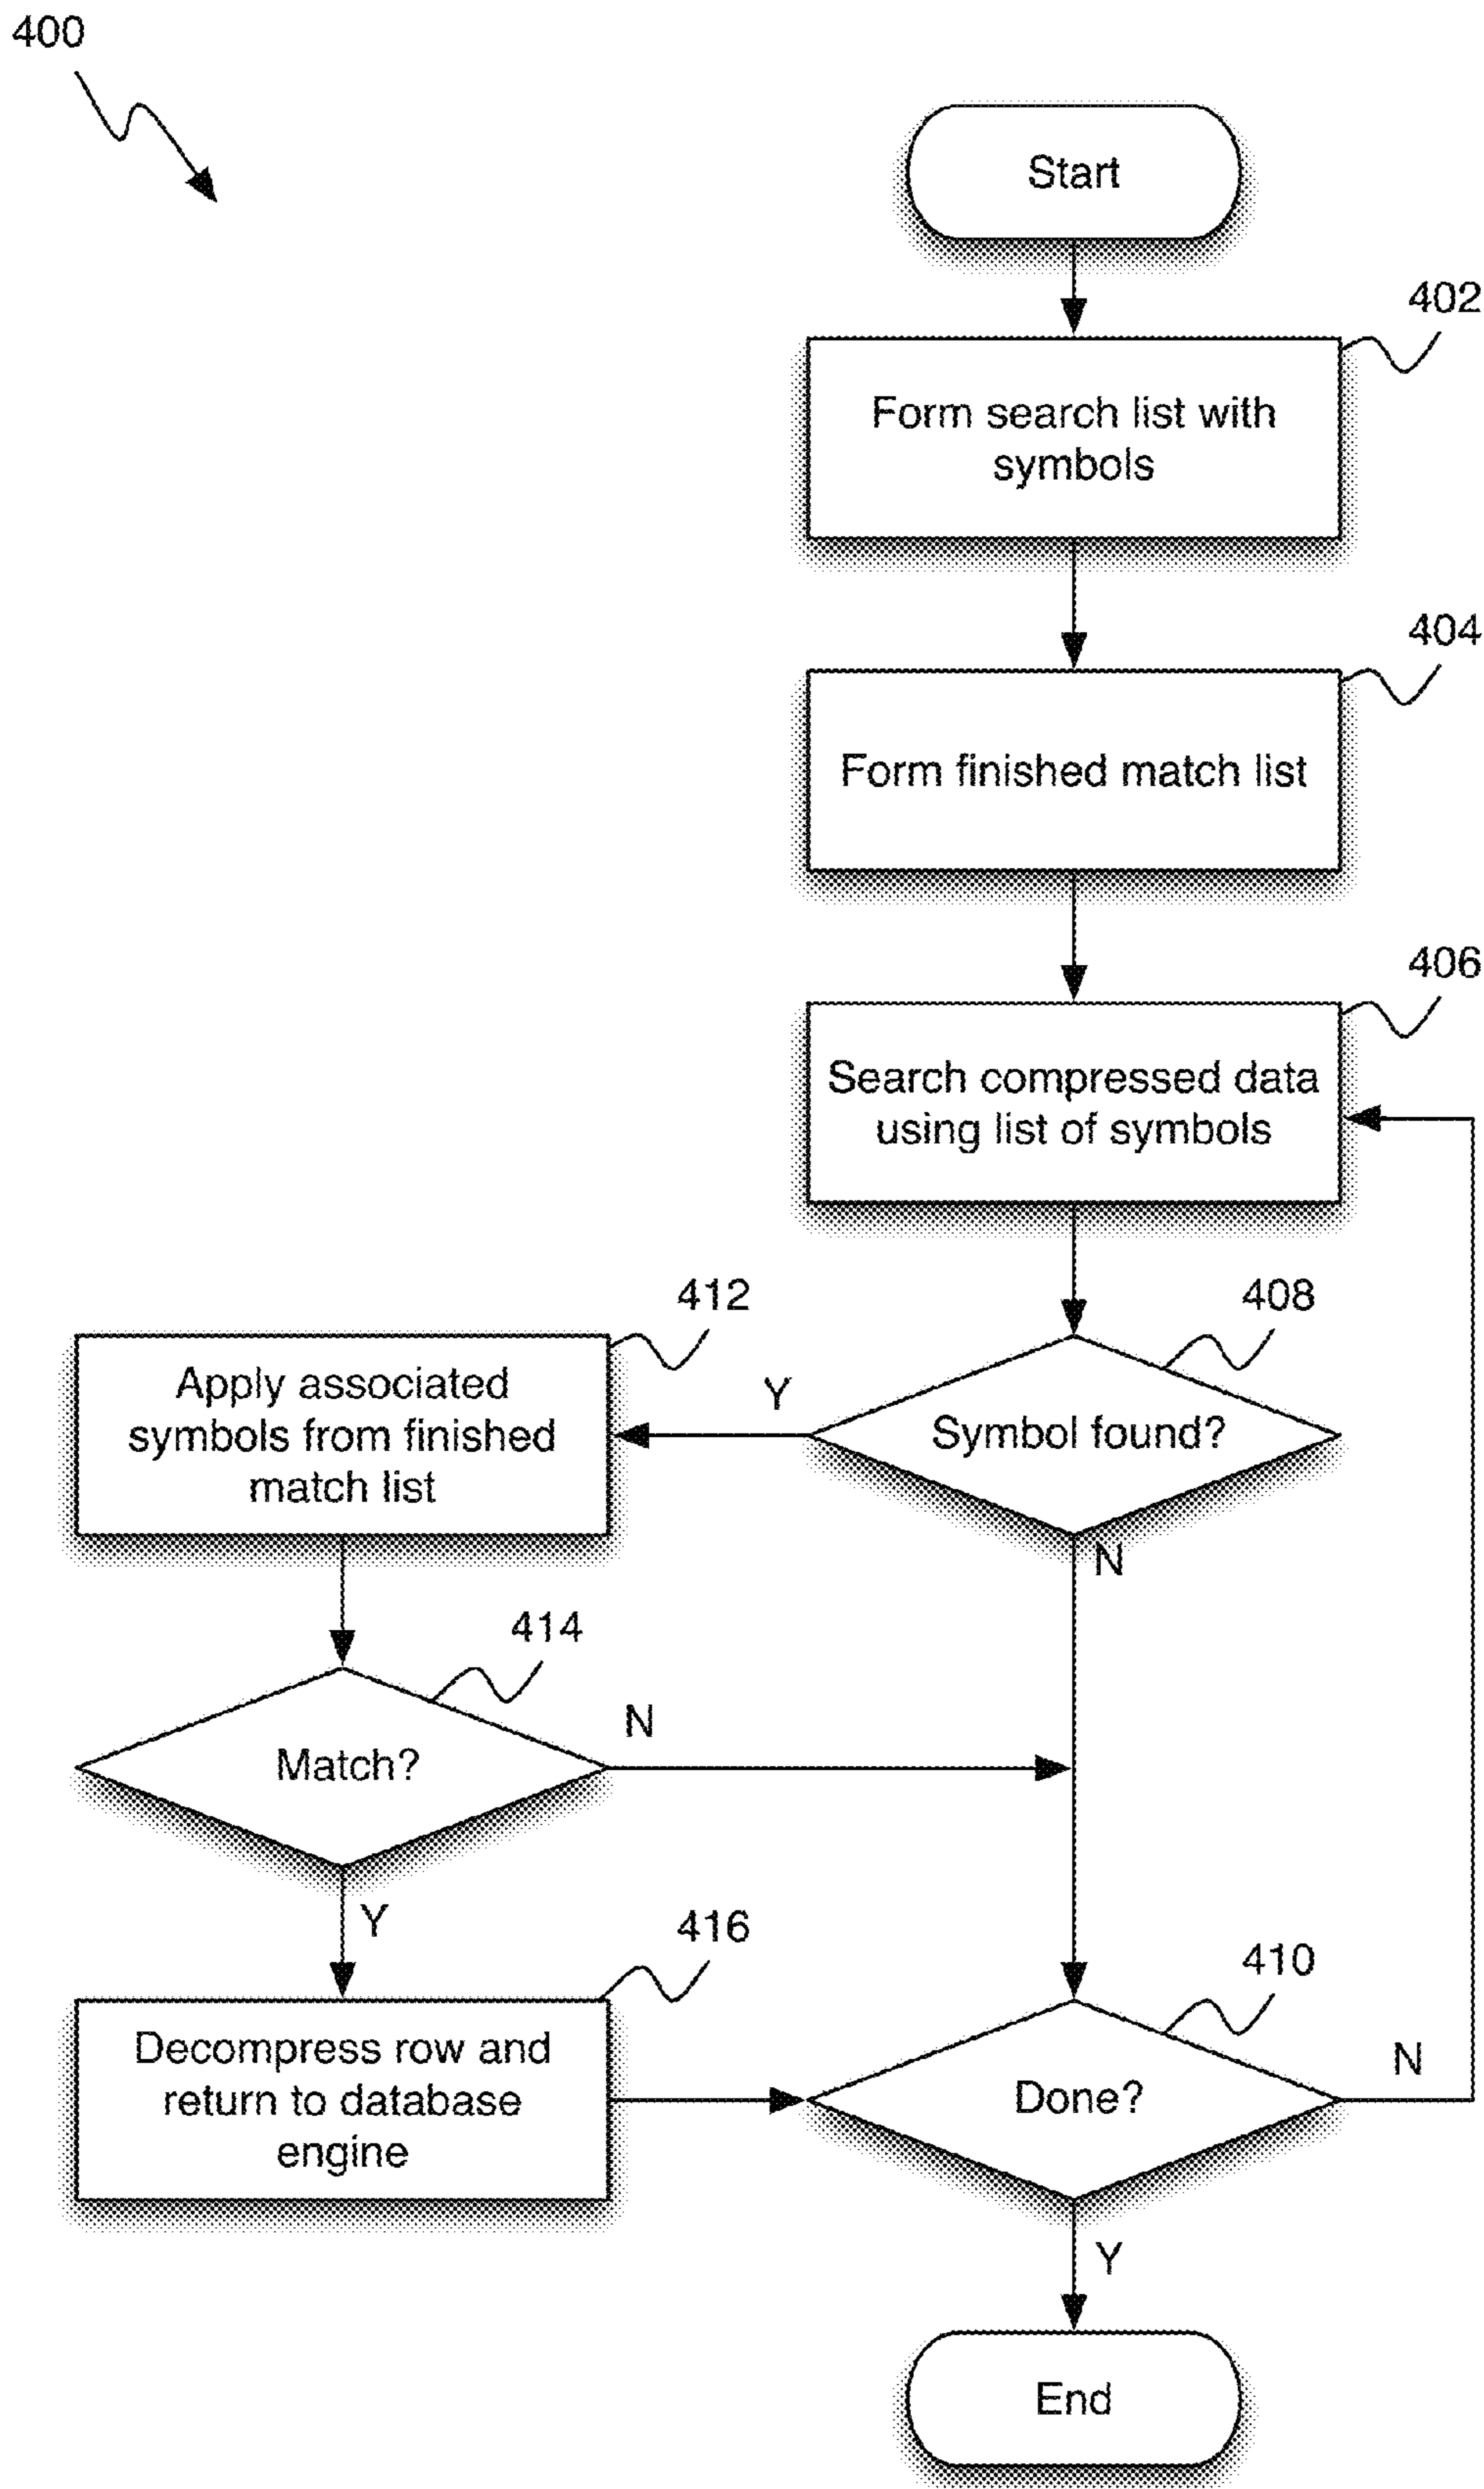 400
Start
402
Form search list with
symbols
404
Form finished match list
406
Search compressed data
using list of symbols
412
408
Apply associated
symbols from finished
match list
Y
Symbol found?
N
414
N
Match?
Y
416
410
Decompress row and
return to database
engine
Done?
N
Y
End